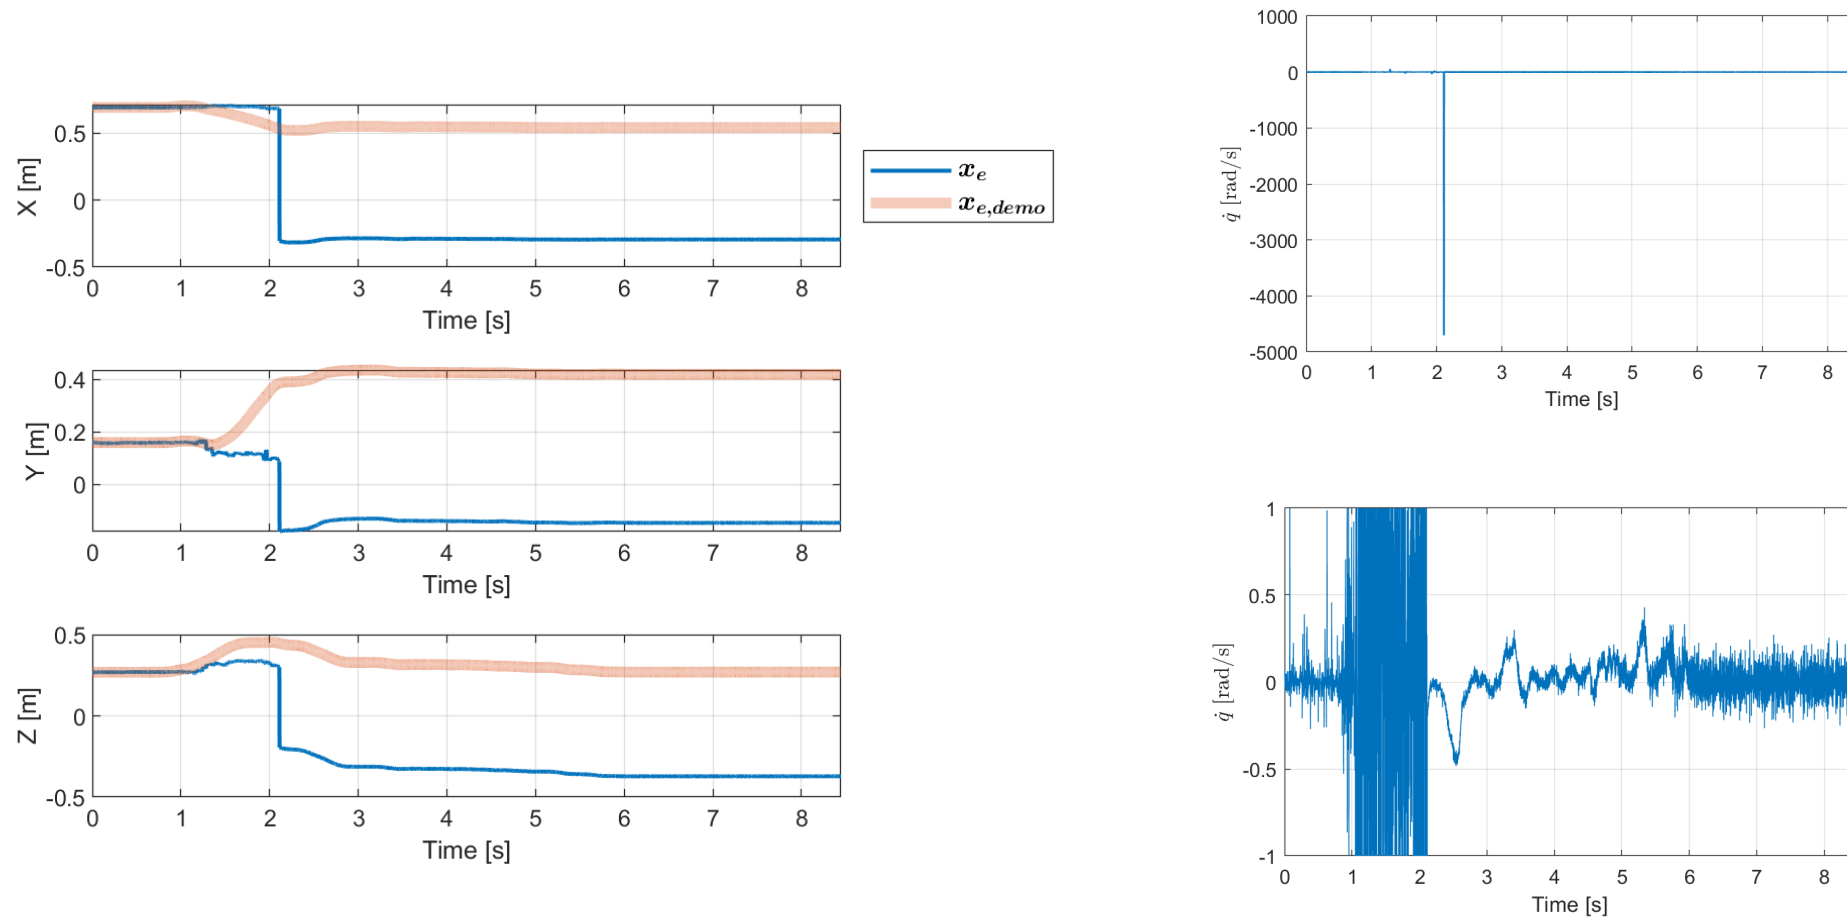 X [m]
0.5
0
-0.5
0 1 2 3 4 5 6 7 8
Time [s]
x_e
x_{e,demo}
Y [m]
0.4
0.2
0
0 1 2 3 4 5 6 7 8
Time [s]
Z [m]
0.5
0
-0.5
0 1 2 3 4 5 6 7 8
Time [s]
q̇ [rad/s]
1000
0
-1000
-2000
-3000
-4000
-5000
0 1 2 3 4 5 6 7 8
Time [s]
q̇ [rad/s]
1
0.5
0
-0.5
-1
0 1 2 3 4 5 6 7 8
Time [s]